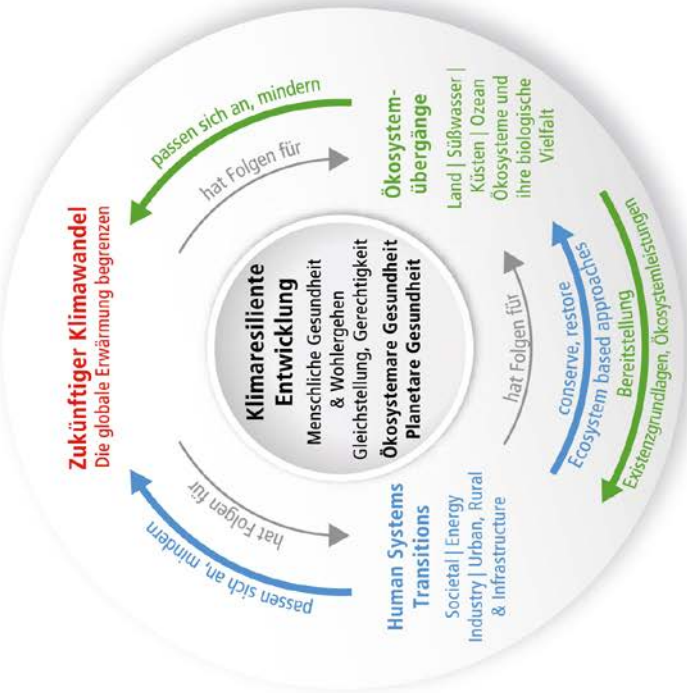 Zukünftiger Klimawandel
Die globale Erwärmung begrenzen
passen sich an, mindern
hat Folgen für
passen sich an, mindern
hat Folgen für
Klimaresiliente
Entwicklung
Menschliche Gesundheit
& Wohlergehen
Gleichstellung, Gerechtigkeit
Ökosystemare Gesundheit
Planetare Gesundheit
Human Systems
Transitions
Societal | Energy
Industry | Urban, Rural
& Infrastructure
Ökosystem-
übergänge
Land | Süßwasser |
Küsten | Ozean
Ökosysteme und
ihre biologische
Vielfalt
hat Folgen für
conserve, restore
Ecosystem based approaches
Bereitstellung
Existenzgrundlagen, Ökosystemleistungen